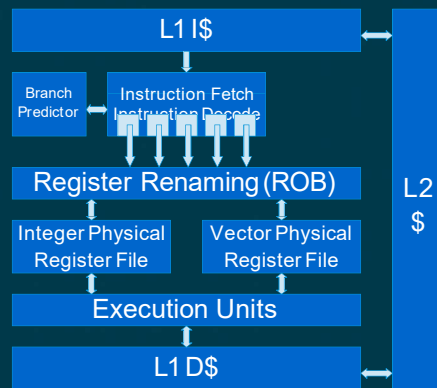 L1 I$
Branch
Predictor
Instruction Fetch
Instruction Decode
Register Renaming (ROB)
Integer Physical
Register File
Vector Physical
Register File
Execution Units
L1 D$
L2
$